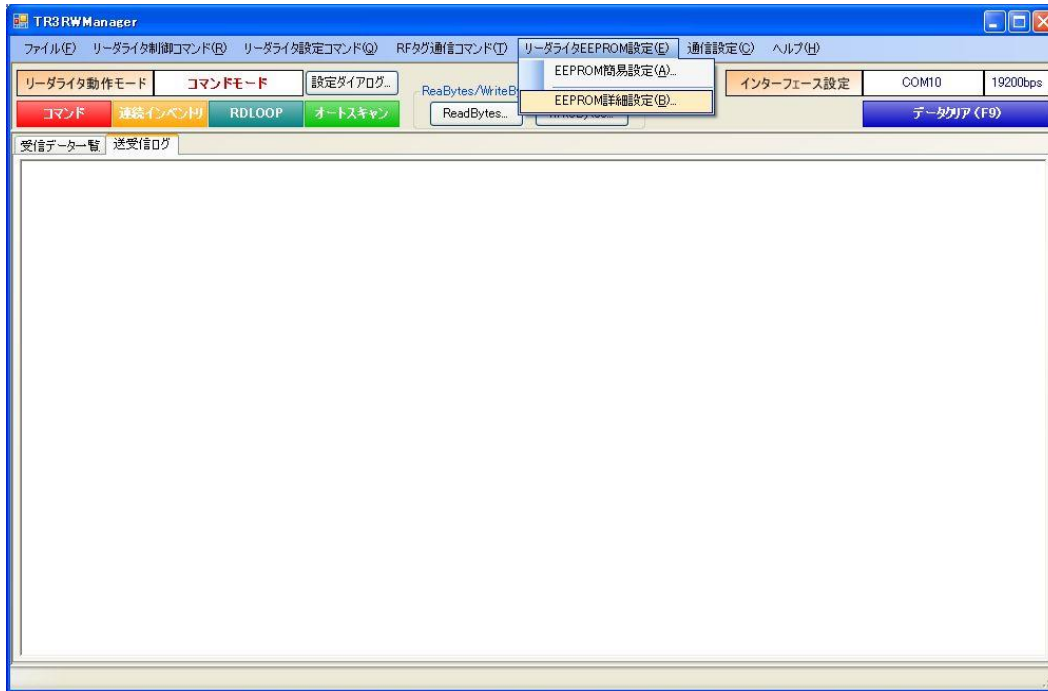 TR3RWManager
ファイル(F) リーダライタ制御コマンド(R) リーダライタ設定コマンド(Q) RFタグ通信コマンド(T) リーダライタEEPROM設定(E) 通信設定(C) ヘルプ(H)
EEPROM簡易設定(A)...
EEPROM詳細設定(B)...
リーダライタ動作モード コマンドモード 設定ダイアログ... ReaBytes/WriteB インターフェース設定 COM10 19200bps
コマンド 連続インベントリ RDLOOP オートスキャン ReadBytes... データクリア(F9)
受信データ一覧 送受信ログ